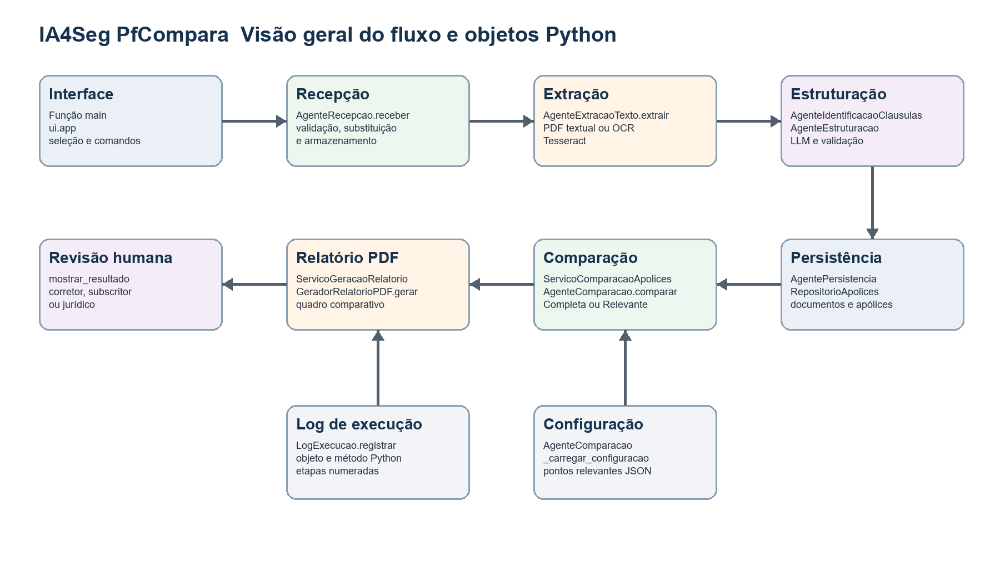 IA4Seg PfCompara  Visão geral do fluxo e objetos Python
Interface
Função main
ui.app
seleção e comandos
Recepção
AgenteRecepcao.receber
validação, substituição
e armazenamento
Extração
AgenteExtracaoTexto.extrair
PDF textual ou OCR
Tesseract
Estruturação
AgenteIdentificacaoClausulas
AgenteEstruturacao
LLM e validação
Revisão humana
mostrar_resultado
corretor, subscritor
ou jurídico
Relatório PDF
ServicoGeracaoRelatorio
GeradorRelatorioPDF.gerar
quadro comparativo
Comparação
ServicoComparacaoApolices
AgenteComparacao.comparar
Completa ou Relevante
Persistência
AgentePersistencia
RepositorioApolices
documentos e apólices
Log de execução
LogExecucao.registrar
objeto e método Python
etapas numeradas
Configuração
AgenteComparacao
_carregar_configuracao
pontos relevantes JSON